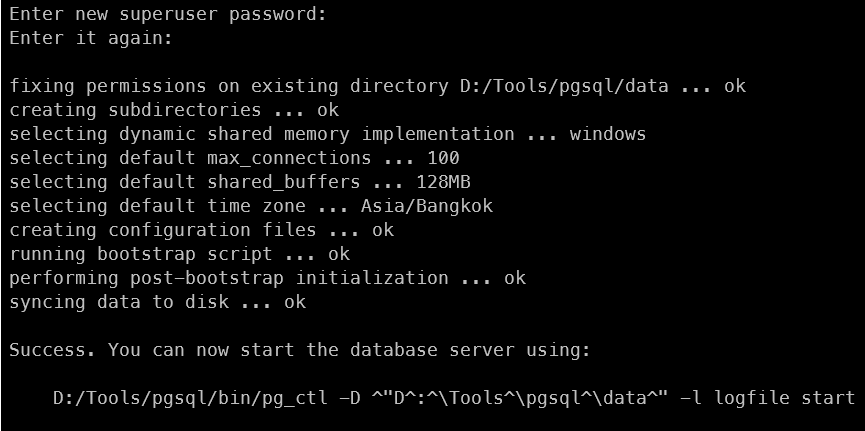 Enter new superuser password:
Enter it again:
fixing permissions on existing directory D:/Tools/pgsql/data ... ok
creating subdirectories ... ok
selecting dynamic shared memory implementation ... windows
selecting default max_connections ... 100
selecting default shared_buffers ... 128MB
selecting default time zone ... Asia/Bangkok
creating configuration files ... ok
running bootstrap script ... ok
performing post-bootstrap initialization ... ok
syncing data to disk ... ok
Success. You can now start the database server using:
D:/Tools/pgsql/bin/pg_ctl -D ^"D^:^\Tools^\pgsql^\data^" -l logfile start